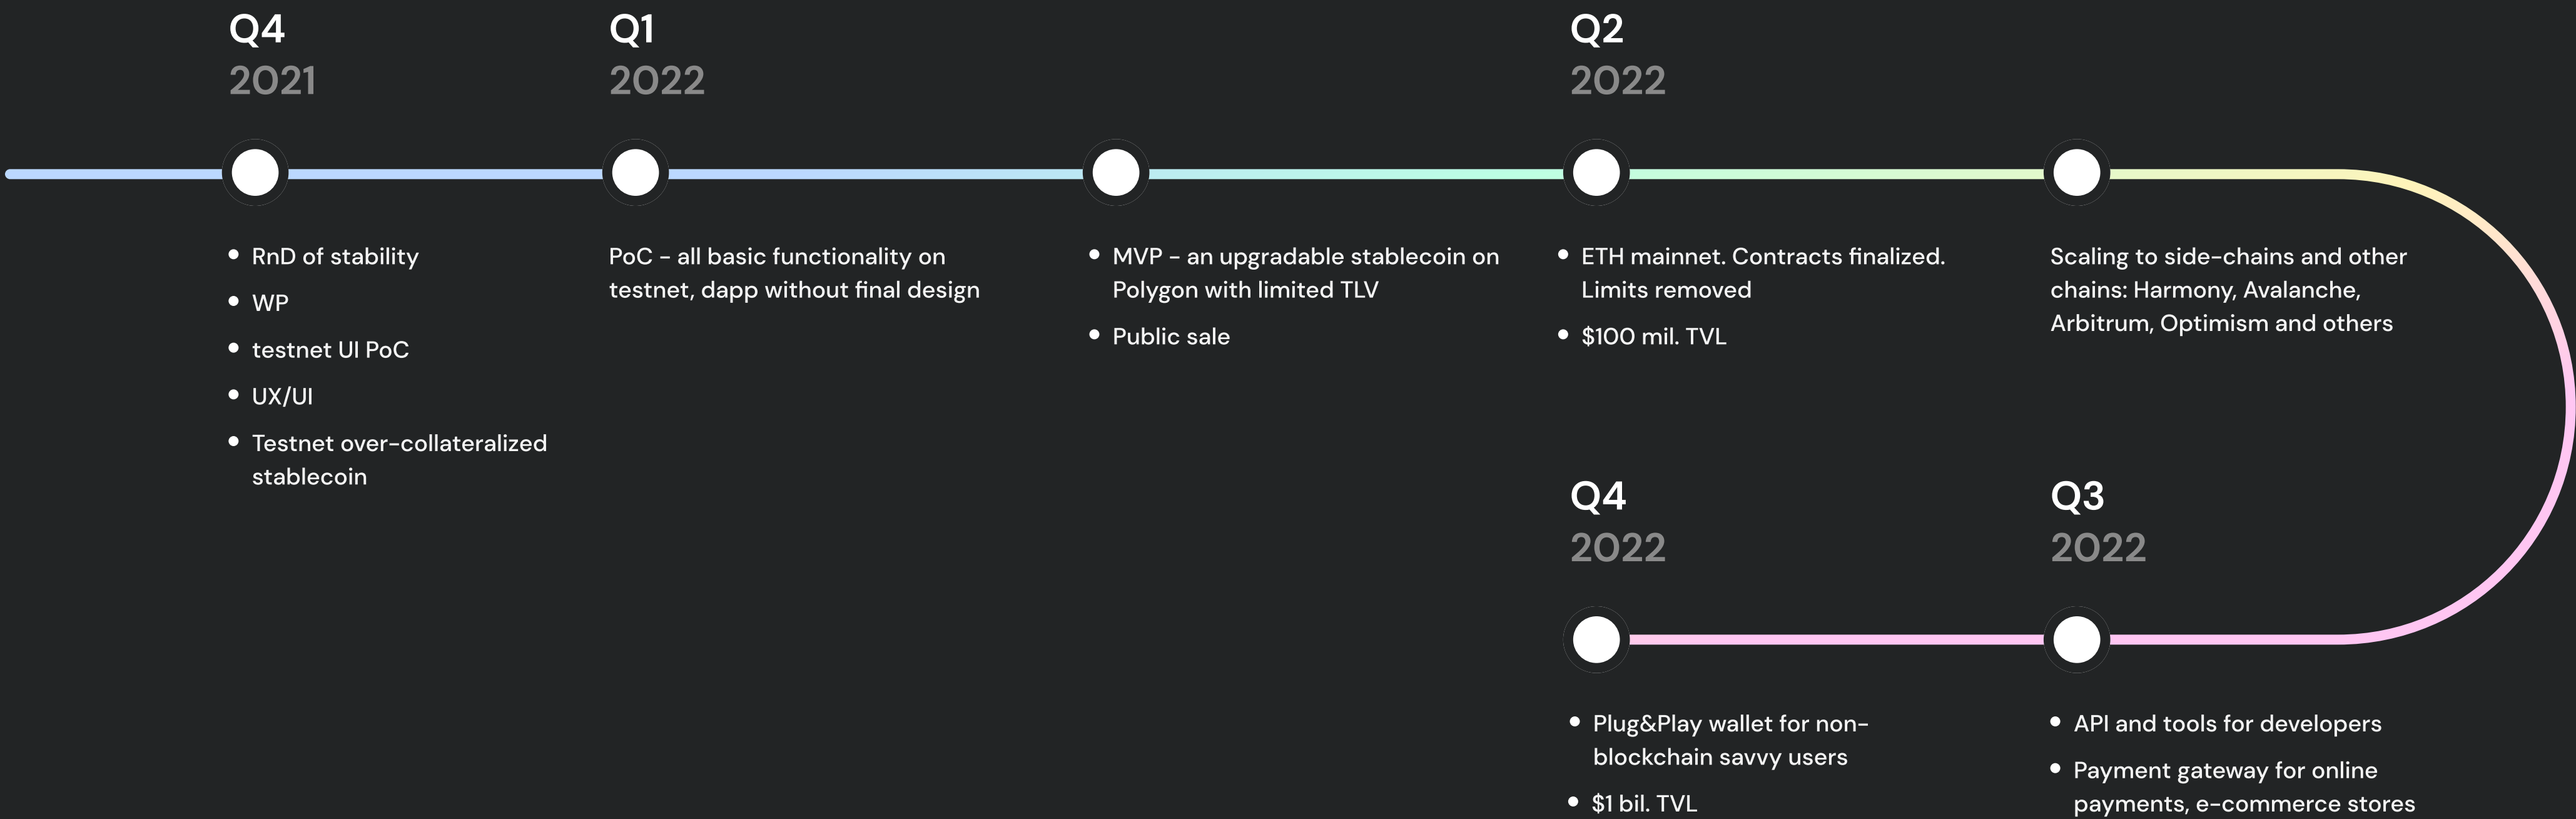 Q4
2021
Q1
2022
Q2
2022
RnD of stability
WP
testnet UI PoC
UX/UI
Testnet over-collateralized
stablecoin
PoC - all basic functionality on
testnet, dapp without final design
MVP - an upgradable stablecoin on
Polygon with limited TLV
Public sale
ETH mainnet. Contracts finalized.
Limits removed
$100 mil. TVL
Scaling to side-chains and other
chains: Harmony, Avalanche,
Arbitrum, Optimism and others
Q3
2022
API and tools for developers
Payment gateway for online
payments, e-commerce stores
Q4
2022
Plug&Play wallet for non-
blockchain savvy users
$1 bil. TVL